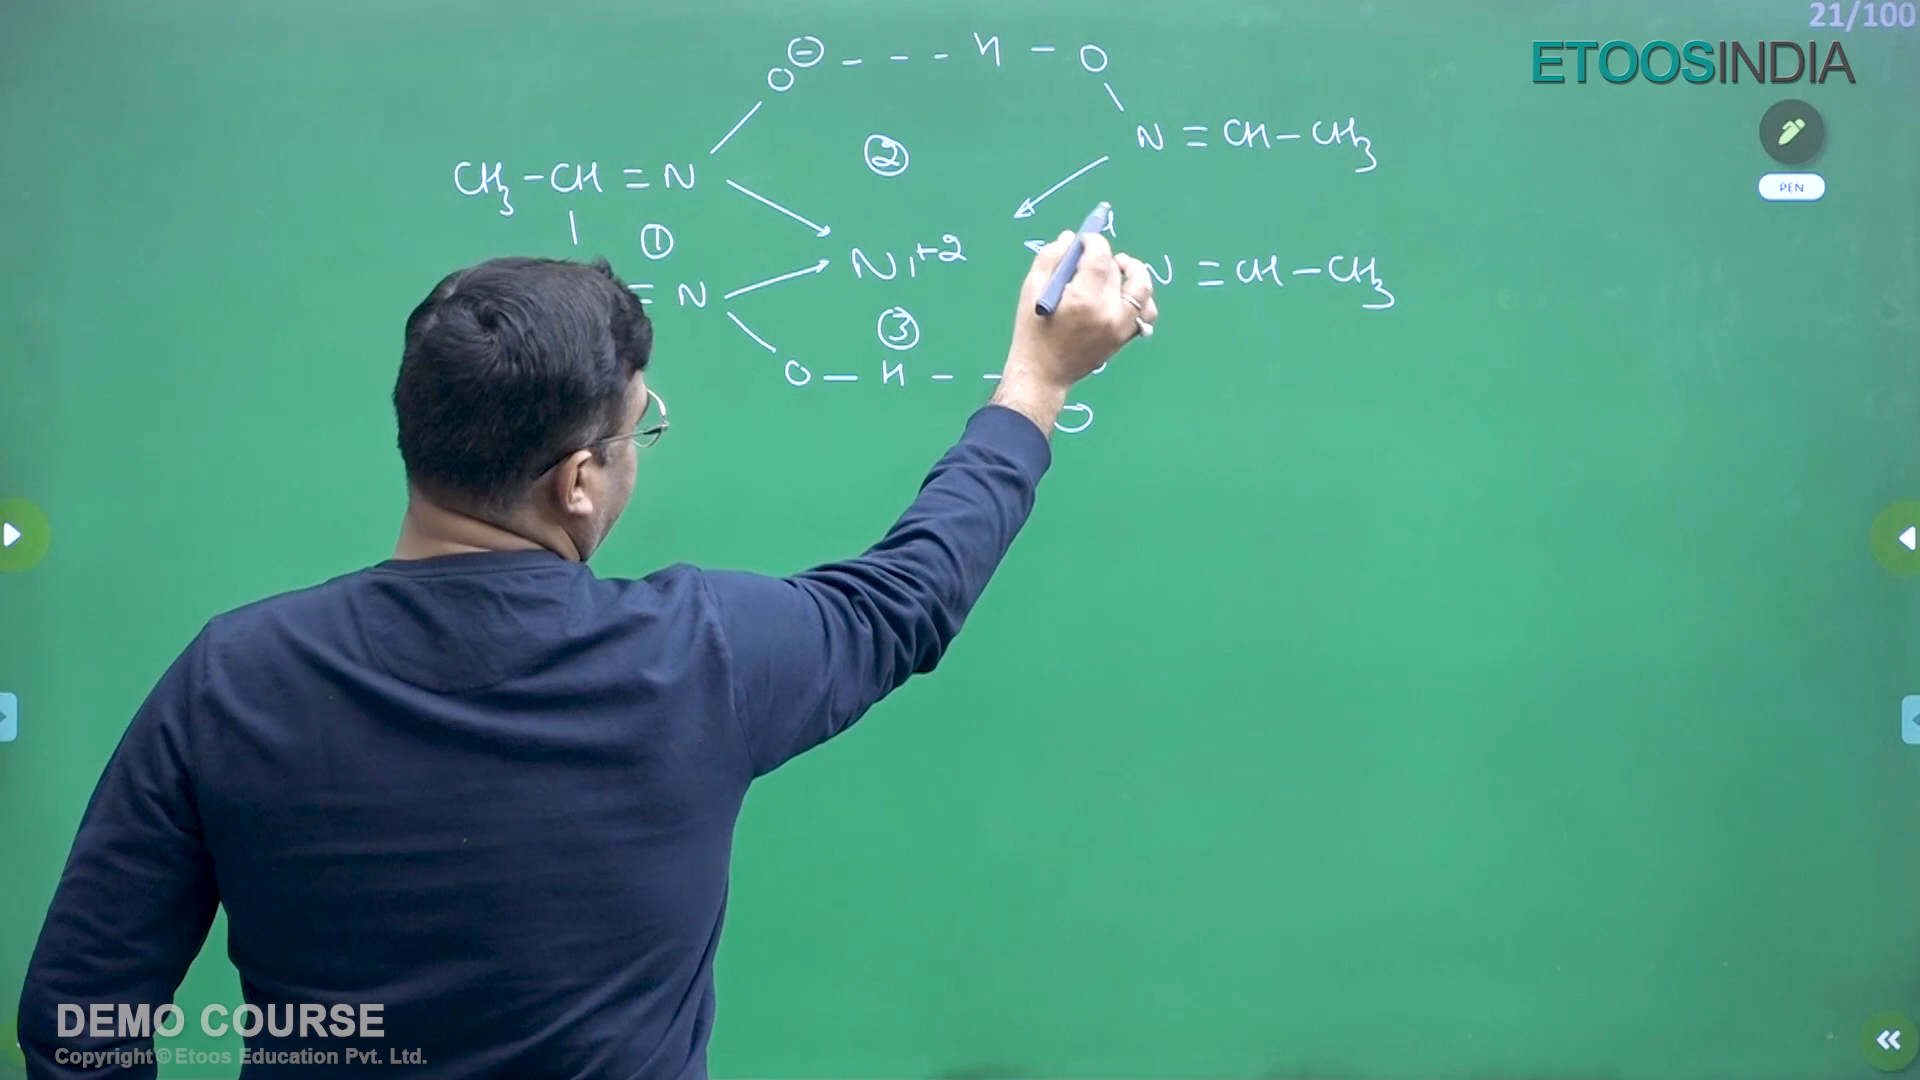 21/100
ETOOSINDIA
O⊖ - - - H - O
N = CH - CH3
PEN
CH3 - CH = N
②
①
Ni+2
N = CH - CH3
= N
③
O - H - -
DEMO COURSE
Copyright © Etoos Education Pvt. Ltd.